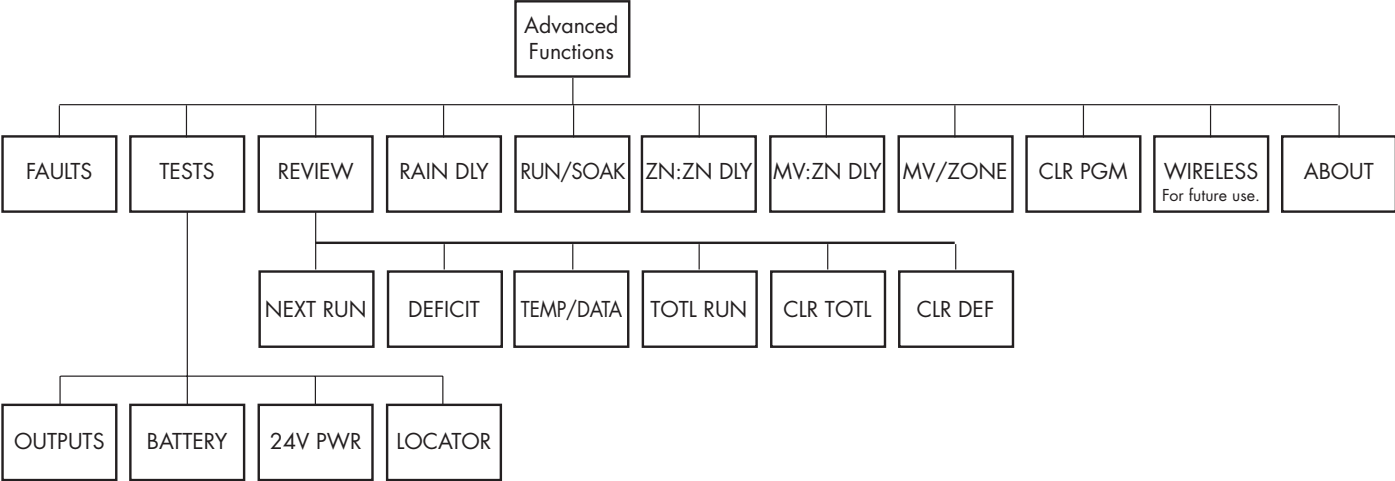 Advanced
Functions
FAULTS
TESTS
REVIEW
RAIN DLY
RUN/SOAK
ZN:ZN DLY
MV:ZN DLY
MV/ZONE
CLR PGM
WIRELESS
For future use.
ABOUT
NEXT RUN
DEFICIT
TEMP/DATA
TOTL RUN
CLR TOTL
CLR DEF
OUTPUTS
BATTERY
24V PWR
LOCATOR